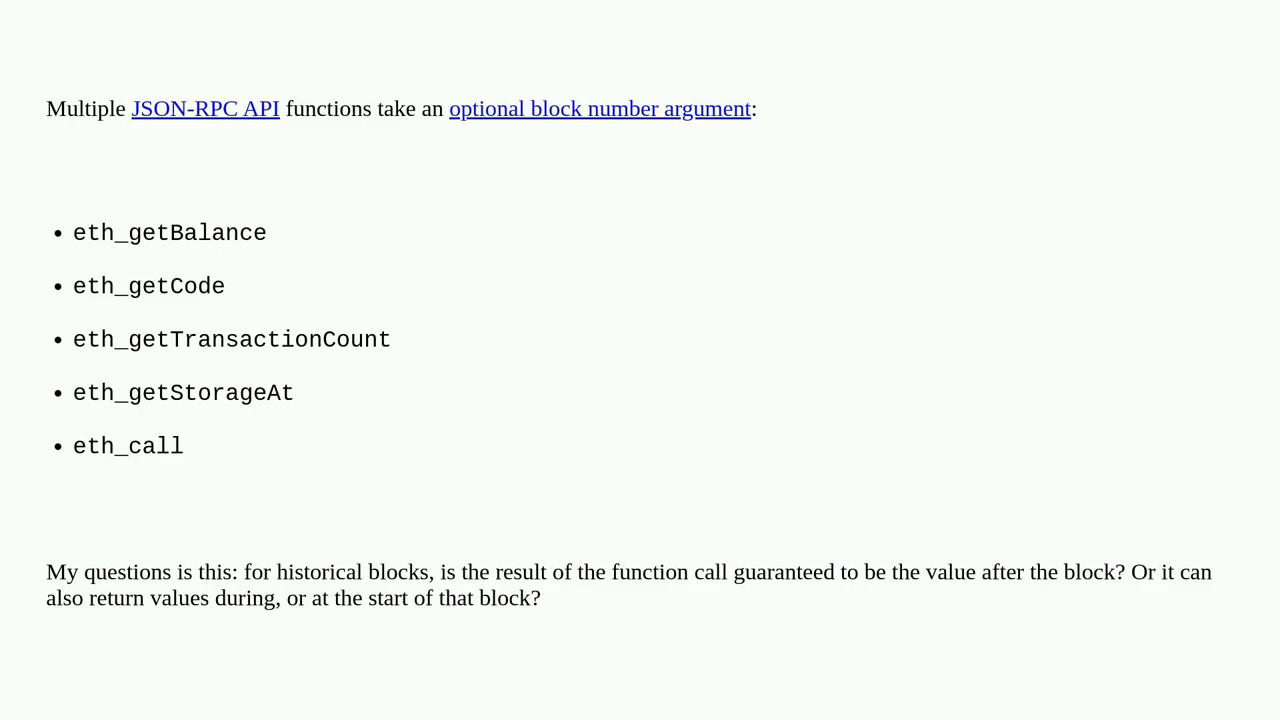 Multiple JSON-RPC API functions take an optional block number argument:
• eth_getBalance
• eth_getCode
• eth_getTransactionCount
• eth_getStorageAt
• eth_call
My questions is this: for historical blocks, is the result of the function call guaranteed to be the value after the block? Or it can
also return values during, or at the start of that block?